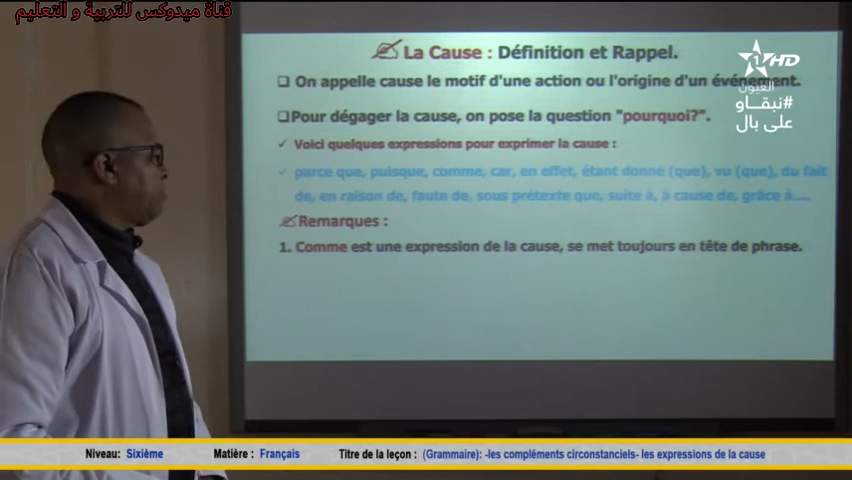 قناة ميدوكس للتربية و التعليم
La Cause : Définition et Rappel.
On appelle cause le motif d'une action ou l'origine d'un événement.
Pour dégager la cause, on pose la question "pourquoi?".
Voici quelques expressions pour exprimer la cause :
parce que, puisque, comme, car, en effet, étant donné (que), vu (que), du fait
de, en raison de, faute de, sous prétexte que, suite à, à cause de, grâce à....
Remarques :
1. Comme est une expression de la cause, se met toujours en tête de phrase.
1 HD
العيون
#نبقاو
على بال
Niveau: Sixième Matière : Français Titre de la leçon : (Grammaire): -les compléments circonstanciels- les expressions de la cause